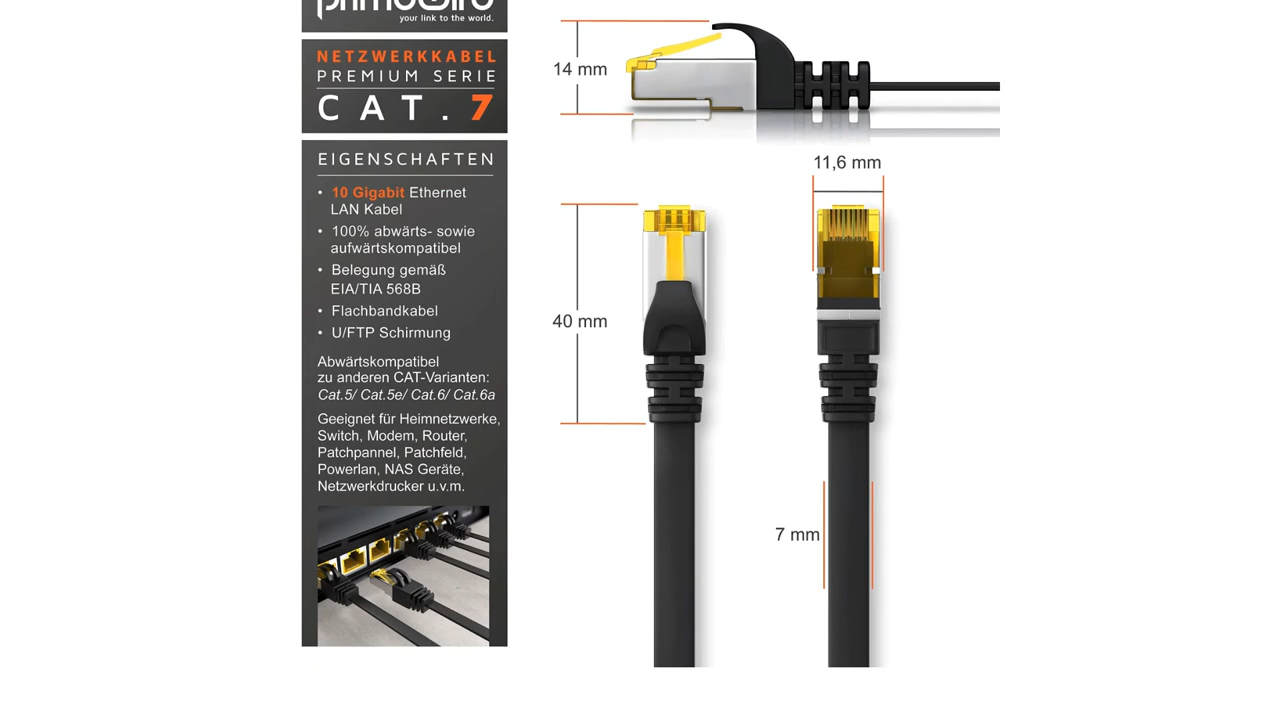 your link to the world.
NETZWERKKABEL
PREMIUM SERIE
CAT.7
EIGENSCHAFTEN
• 10 Gigabit Ethernet
LAN Kabel
• 100% abwärts- sowie
aufwärtskompatibel
• Belegung gemäß
EIA/TIA 568B
• Flachbandkabel
• U/FTP Schirmung
Abwärtskompatibel
zu anderen CAT-Varianten:
Cat.5/ Cat.5e/ Cat.6/ Cat.6a
Geeignet für Heimnetzwerke,
Switch, Modem, Router,
Patchpannel, Patchfeld,
Powerlan, NAS Geräte,
Netzwerkdrucker u.v.m.
14 mm
11,6 mm
40 mm
7 mm